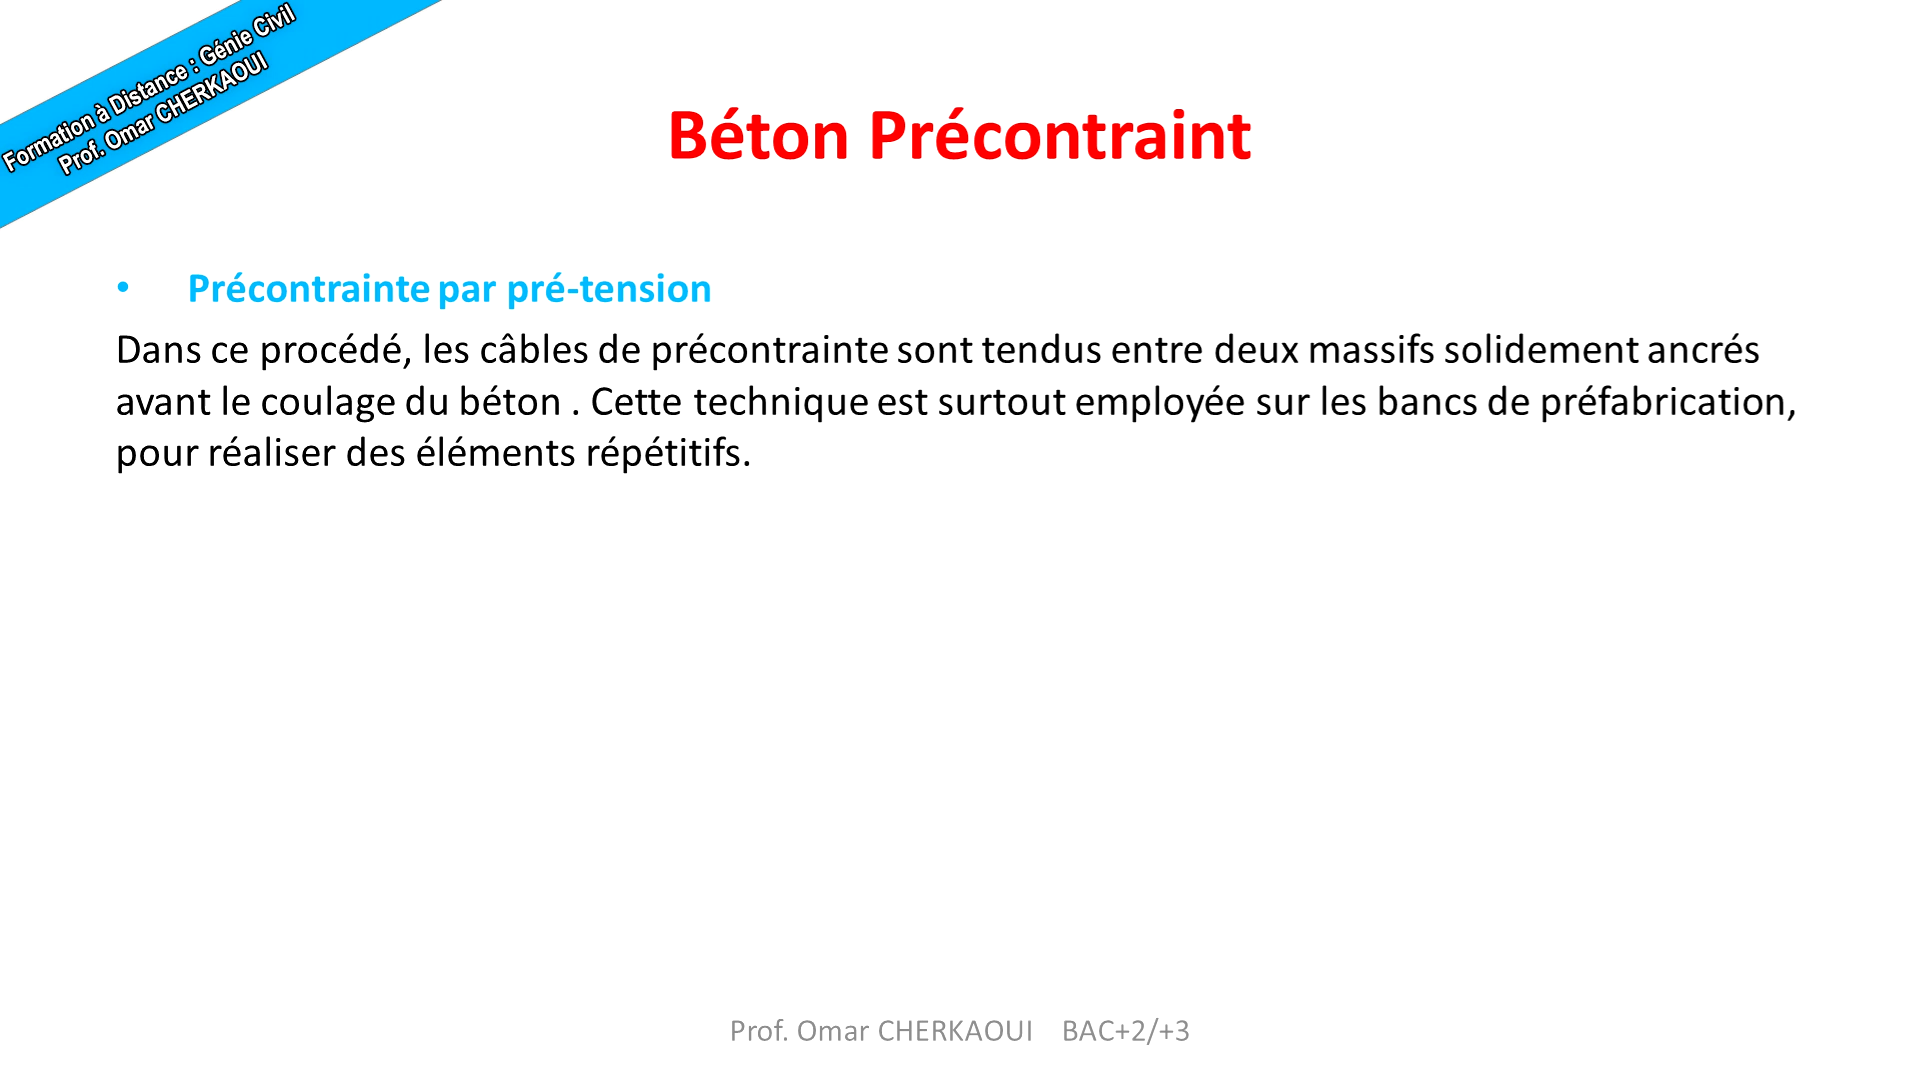 Formation à Distance : Génie Civil
Prof. Omar CHERKAOUI
Béton Précontraint
• Précontrainte par pré-tension
Dans ce procédé, les câbles de précontrainte sont tendus entre deux massifs solidement ancrés
avant le coulage du béton . Cette technique est surtout employée sur les bancs de préfabrication,
pour réaliser des éléments répétitifs.
Prof. Omar CHERKAOUI BAC+2/+3